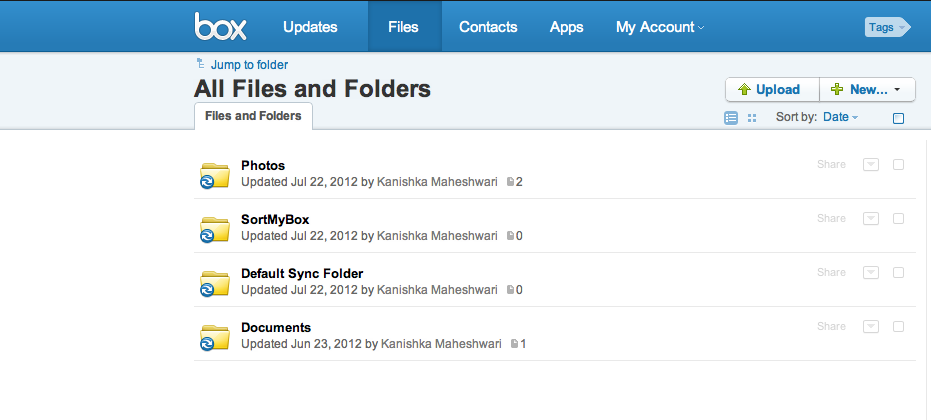 box Updates Files Contacts Apps My Account Tags
Jump to folder
All Files and Folders
Upload New...
Files and Folders
Sort by: Date
Photos
Share
Updated Jul 22, 2012 by Kanishka Maheshwari 2
SortMyBox
Share
Updated Jul 22, 2012 by Kanishka Maheshwari 0
Default Sync Folder
Share
Updated Jul 22, 2012 by Kanishka Maheshwari 0
Documents
Share
Updated Jun 23, 2012 by Kanishka Maheshwari 1